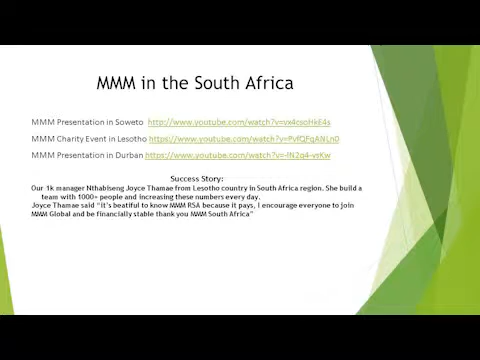 MMM in the South Africa
MMM Presentation in Soweto http://www.youtube.com/watch?v=vx4csoHkE4s
MMM Charity Event in Lesotho https://www.youtube.com/watch?v=PvfQFqANLn0
MMM Presentation in Durban https://www.youtube.com/watch?v=-lN2q4-vsKw
Success Story:
Our 1k manager Nthabiseng Joyce Thamae from Lesotho country in South Africa region. She build a
team with 1000+ people and increasing these numbers every day.
Joyce Thamae said "it's beatiful to know MMM RSA because it pays, I encourage everyone to join
MMM Global and be financially stable thank you MMM South Africa"